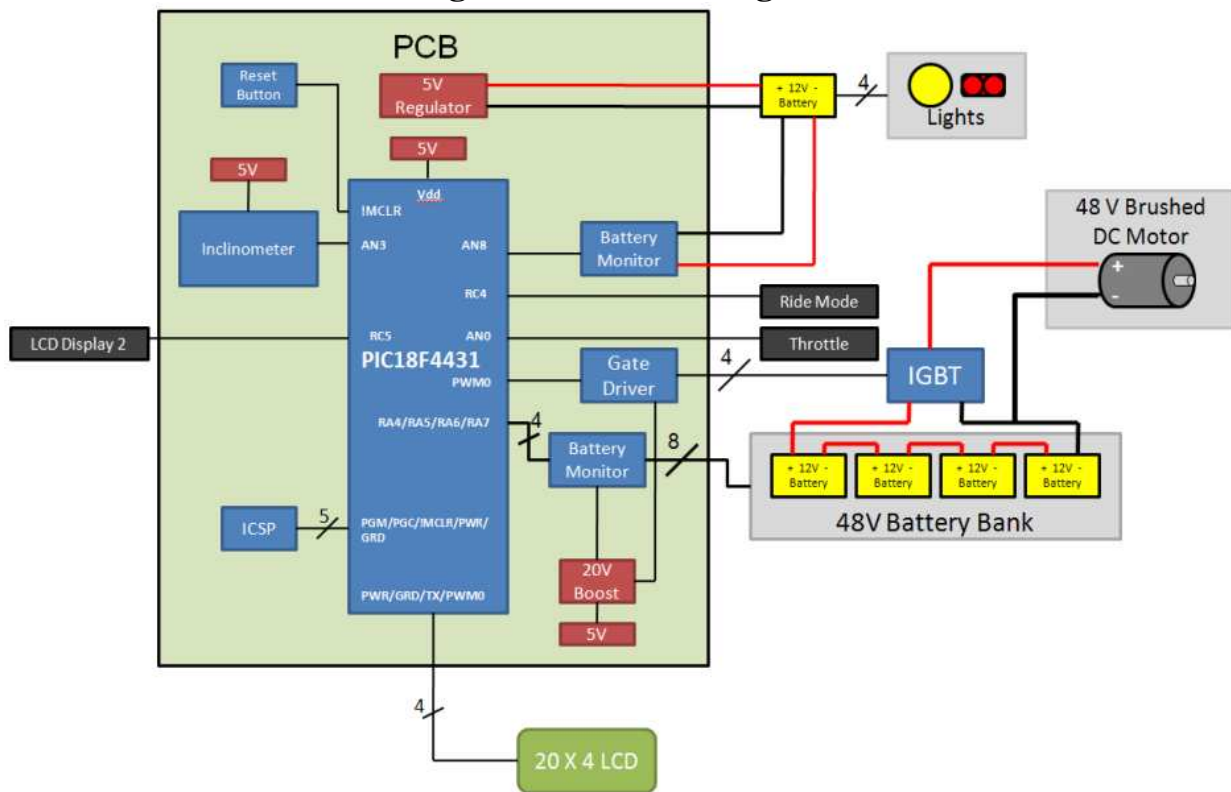 PCB
Reset
Button
5V
Regulator
+ 12V -
Battery
4
Lights
5V
5V
Vdd
!MCLR
Inclinometer
AN3
AN8
Battery
Monitor
48 V Brushed
DC Motor
+
-
RC4
Ride Mode
LCD Display 2
RC5
AN0
Throttle
PIC18F4431
PWM0
Gate
Driver
4
IGBT
RA4/RA5/RA6/RA7
4
Battery
Monitor
8
+ 12V -
Battery
+ 12V -
Battery
+ 12V -
Battery
+ 12V -
Battery
48V Battery Bank
ICSP
5
PGM/PGC/!MCLR/PWR/
GRD
20V
Boost
PWR/GRD/TX/PWM0
5V
4
20 X 4 LCD